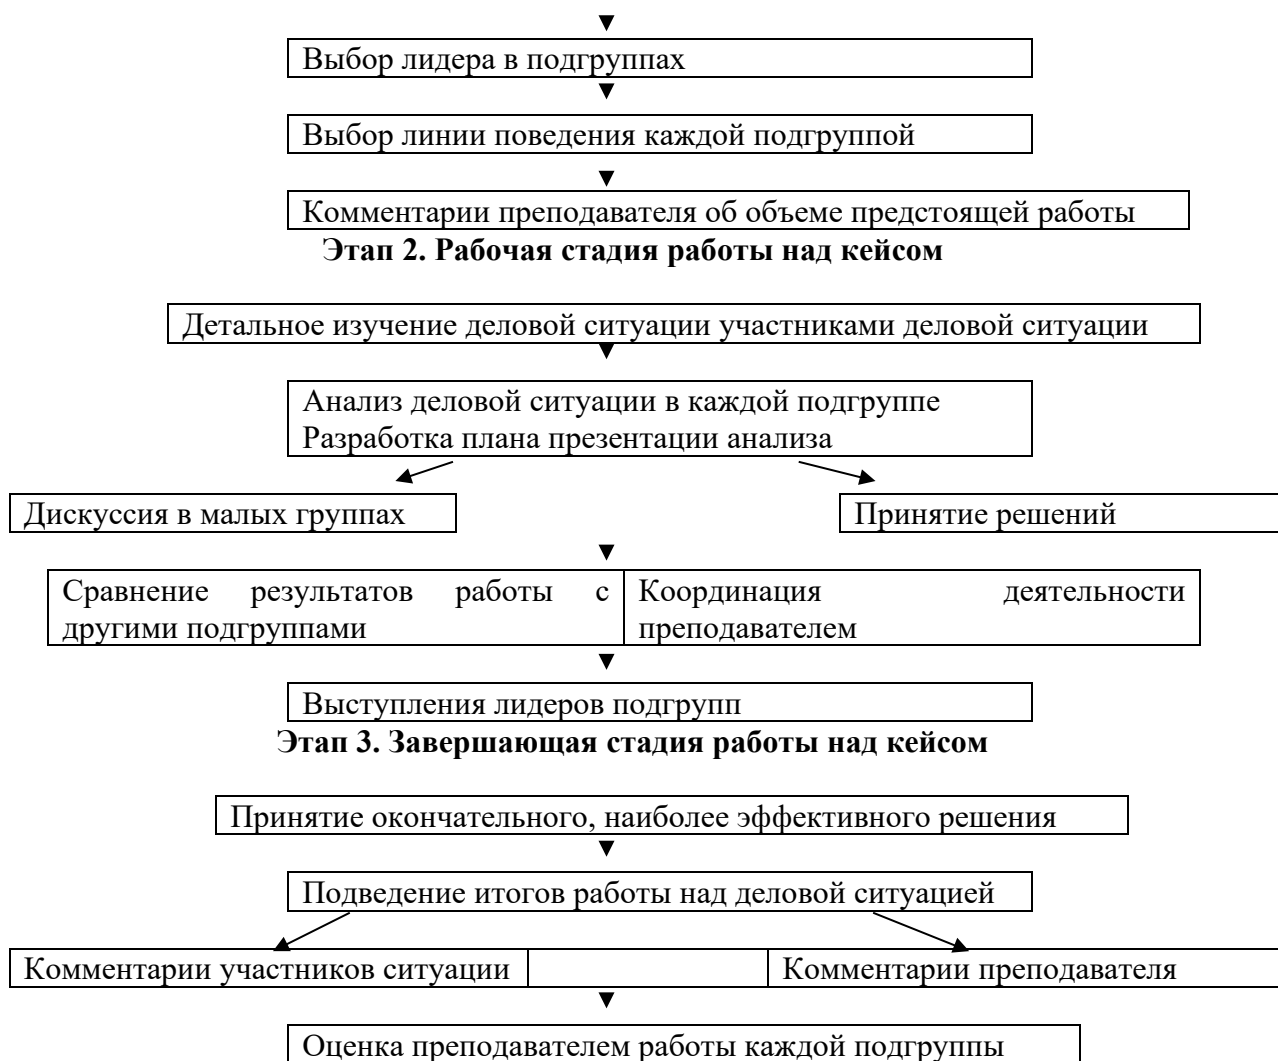 Выбор лидера в подгруппах
Выбор линии поведения каждой подгруппой
Комментарии преподавателя об объеме предстоящей работы
Этап 2. Рабочая стадия работы над кейсом
Детальное изучение деловой ситуации участниками деловой ситуации
Анализ деловой ситуации в каждой подгруппе
Разработка плана презентации анализа
Дискуссия в малых группах
Принятие решений
Сравнение результатов работы с
другими подгруппами
Координация деятельности
преподавателем
Выступления лидеров подгрупп
Этап 3. Завершающая стадия работы над кейсом
Принятие окончательного, наиболее эффективного решения
Подведение итогов работы над деловой ситуацией
Комментарии участников ситуации
Комментарии преподавателя
Оценка преподавателем работы каждой подгруппы